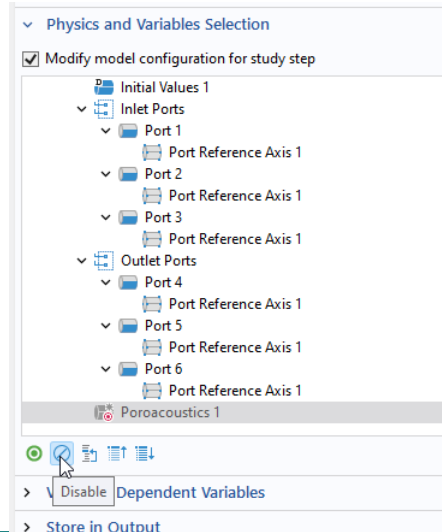 Physics and Variables Selection
Modify model configuration for study step
Initial Values 1
Inlet Ports
Port 1
Port Reference Axis 1
Port 2
Port Reference Axis 1
Port 3
Port Reference Axis 1
Outlet Ports
Port 4
Port Reference Axis 1
Port 5
Port Reference Axis 1
Port 6
Port Reference Axis 1
Poroacoustics 1
Disable Dependent Variables
Store in Output